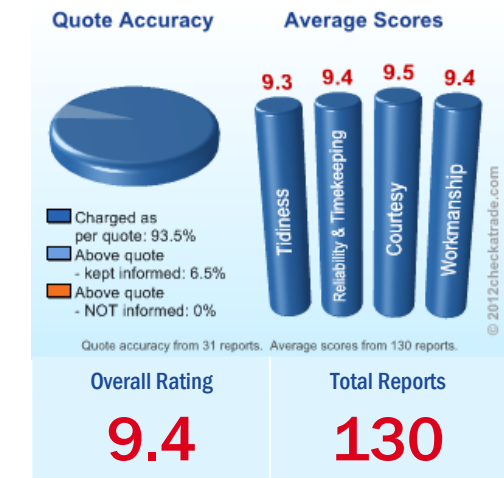 Quote Accuracy
Average Scores
9.3
9.4
9.5
9.4
Tidiness
Reliability & Timekeeping
Courtesy
Workmanship
Charged as
per quote: 93.5%
Above quote
- kept informed: 6.5%
Above quote
- NOT informed: 0%
© 2012checkatrade.com
Quote accuracy from 31 reports. Average scores from 130 reports.
Overall Rating
9.4
Total Reports
130